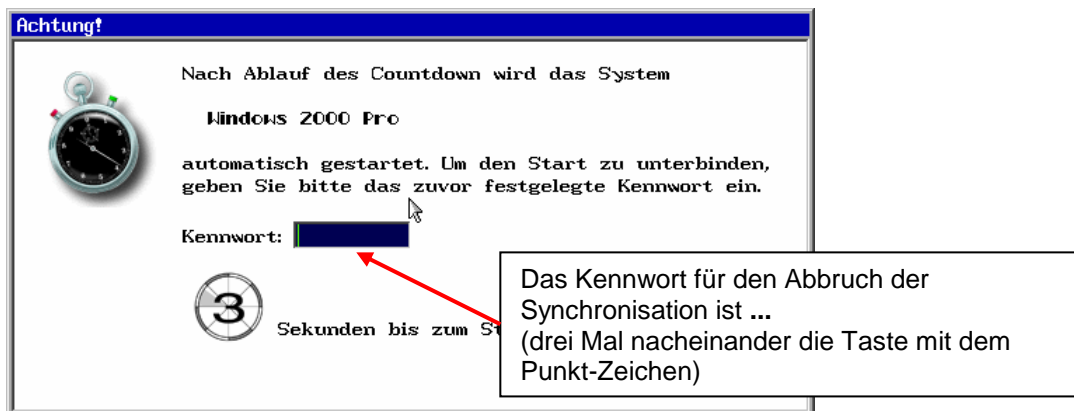 Achtung!
Nach Ablauf des Countdown wird das System
Windows 2000 Pro
automatisch gestartet. Um den Start zu unterbinden,
geben Sie bitte das zuvor festgelegte Kennwort ein.
Kennwort:
3
Sekunden bis zum
Das Kennwort für den Abbruch der
Synchronisation ist ...
(drei Mal nacheinander die Taste mit dem
Punkt-Zeichen)